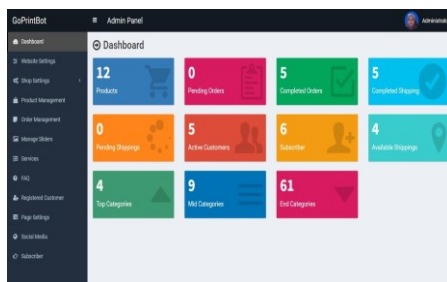 GoPrintBot
Admin Panel
Administrator
Dashboard
Website Settings
Shop Settings
Product Management
Order Management
Manage Sliders
Services
FAQ
Registered Customer
Page Settings
Social Media
Subscriber
Dashboard
12
Products
0
Pending Orders
5
Completed Orders
5
Completed Shipping
0
Pending Shippings
5
Active Customers
6
Subscriber
4
Available Shippings
4
Top Categories
9
Mid Categories
61
End Categories